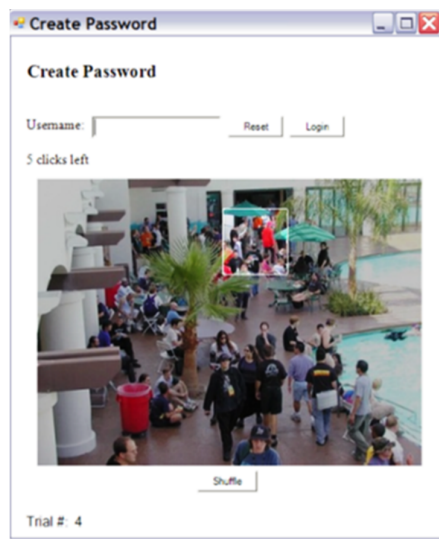 Create Password
Create Password
Username: Reset Login
5 clicks left
Shuffle
Trial #: 4